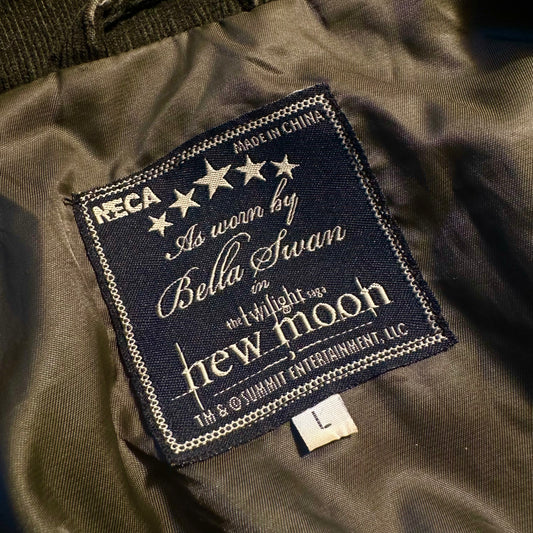 NECA
MADE IN CHINA
As worn by
Bella Swan
in
the twilight saga
new moon
TM & © SUMMIT ENTERTAINMENT, LLC
L